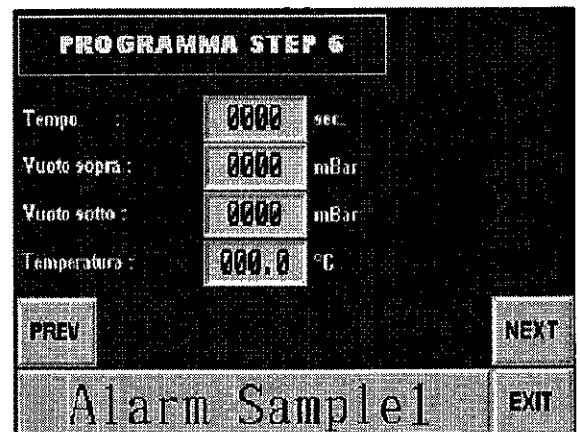 PROGRAMMA STEP 6
Tempo : 0000 sec.
Vuoto sopra : 0000 mBar
Vuoto sotto : 0000 mBar
Temperatura : 000.0 °C
PREV NEXT
Alarm Sample1 EXIT